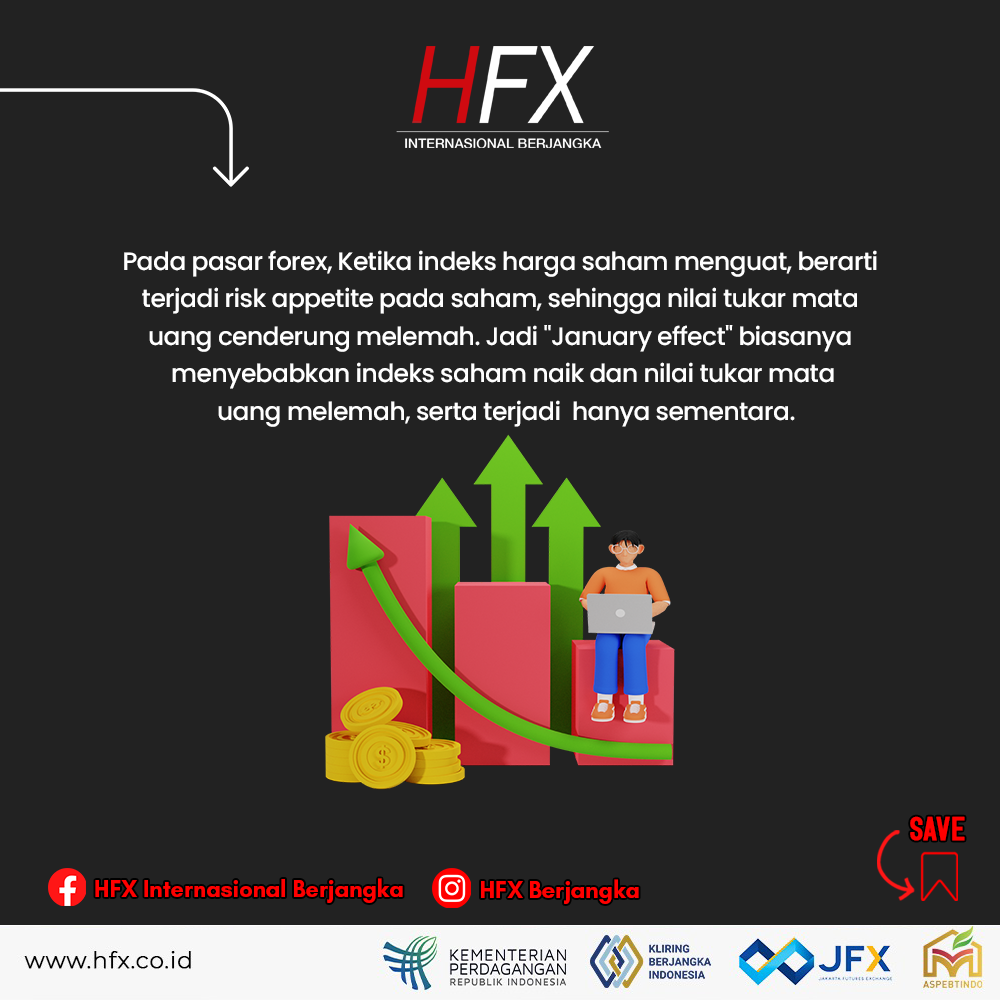 HFX
INTERNASIONAL BERJANGKA
Pada pasar forex, Ketika indeks harga saham menguat, berarti
terjadi risk appetite pada saham, sehingga nilai tukar mata
uang cenderung melemah. Jadi "January effect" biasanya
menyebabkan indeks saham naik dan nilai tukar mata
uang melemah, serta terjadi hanya sementara.
SAVE
HFX Internasional Berjangka
HFX Berjangka
www.hfx.co.id
KEMENTERIAN
PERDAGANGAN
REPUBLIK INDONESIA
KLIRING
BERJANGKA
INDONESIA
JFX
JAKARTA FUTURES EXCHANGE
ASPEBTINDO